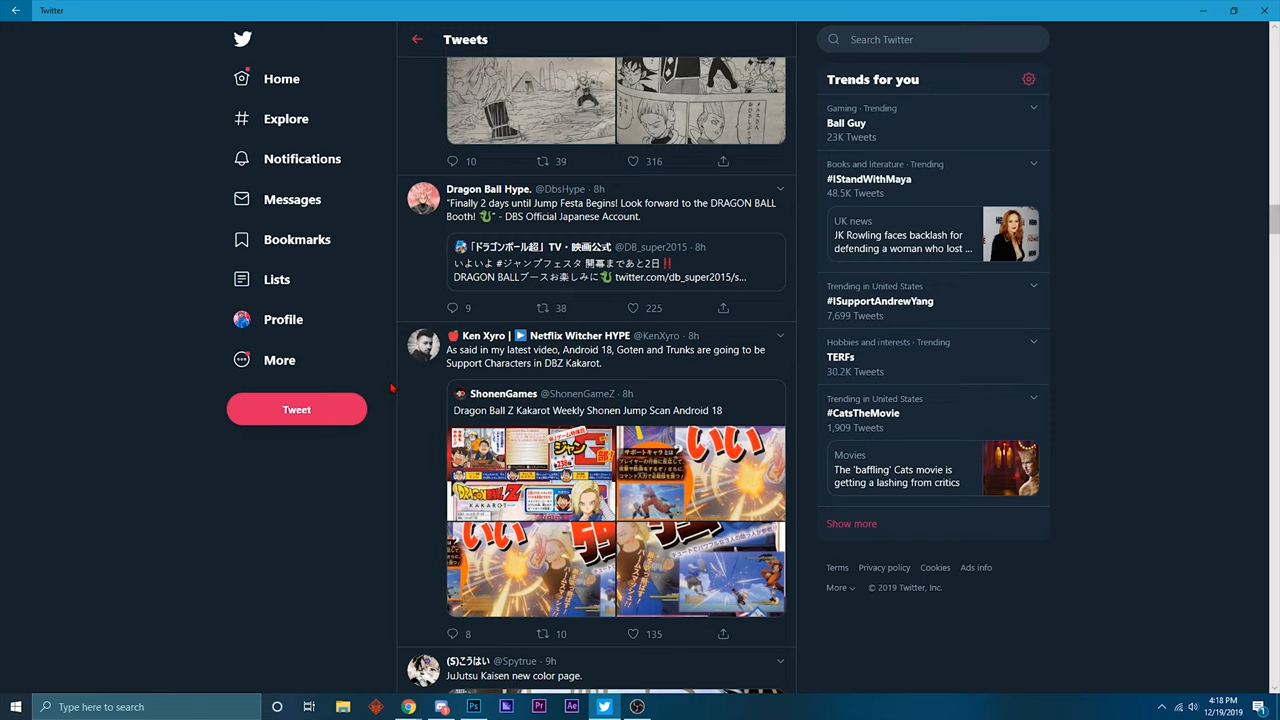 Twitter
Home
Explore
Notifications
Messages
Bookmarks
Lists
Profile
More
Tweet
Tweets
10 39 316
Dragon Ball Hype. @DbsHype · 8h
"Finally 2 days until Jump Festa Begins! Look forward to the DRAGON BALL
Booth! 🐉" - DBS Official Japanese Account.
「ドラゴンボール超」TV・映画公式 @DB_super2015 · 8h
いよいよ #ジャンプフェスタ 開幕まであと2日‼️
DRAGON BALLブースお楽しみに🐉 twitter.com/db_super2015/s...
9 38 225
🍎 Ken Xyro | ▶️ Netflix Witcher HYPE @KenXyro · 8h
As said in my latest video, Android 18, Goten and Trunks are going to be
Support Characters in DBZ Kakarot.
ShonenGames @ShonenGameZ · 8h
Dragon Ball Z Kakarot Weekly Shonen Jump Scan Android 18
いい
DRAGON BALL Z
KAKAROT
いい
8 10 135
(S)こうはい @Spytrue · 9h
JuJutsu Kaisen new color page.
Search Twitter
Trends for you
Gaming · Trending
Ball Guy
23K Tweets
Books and literature · Trending
#IStandWithMaya
48.5K Tweets
UK news
JK Rowling faces backlash for
defending a woman who lost ...
Trending in United States
#ISupportAndrewYang
7,699 Tweets
Hobbies and interests · Trending
TERFs
30.2K Tweets
Trending in United States
#CatsTheMovie
1,909 Tweets
Movies
The 'baffling' Cats movie is
getting a lashing from critics
Show more
Terms Privacy policy Cookies Ads info
More © 2019 Twitter, Inc.
Type here to search
4:18 PM
12/19/2019